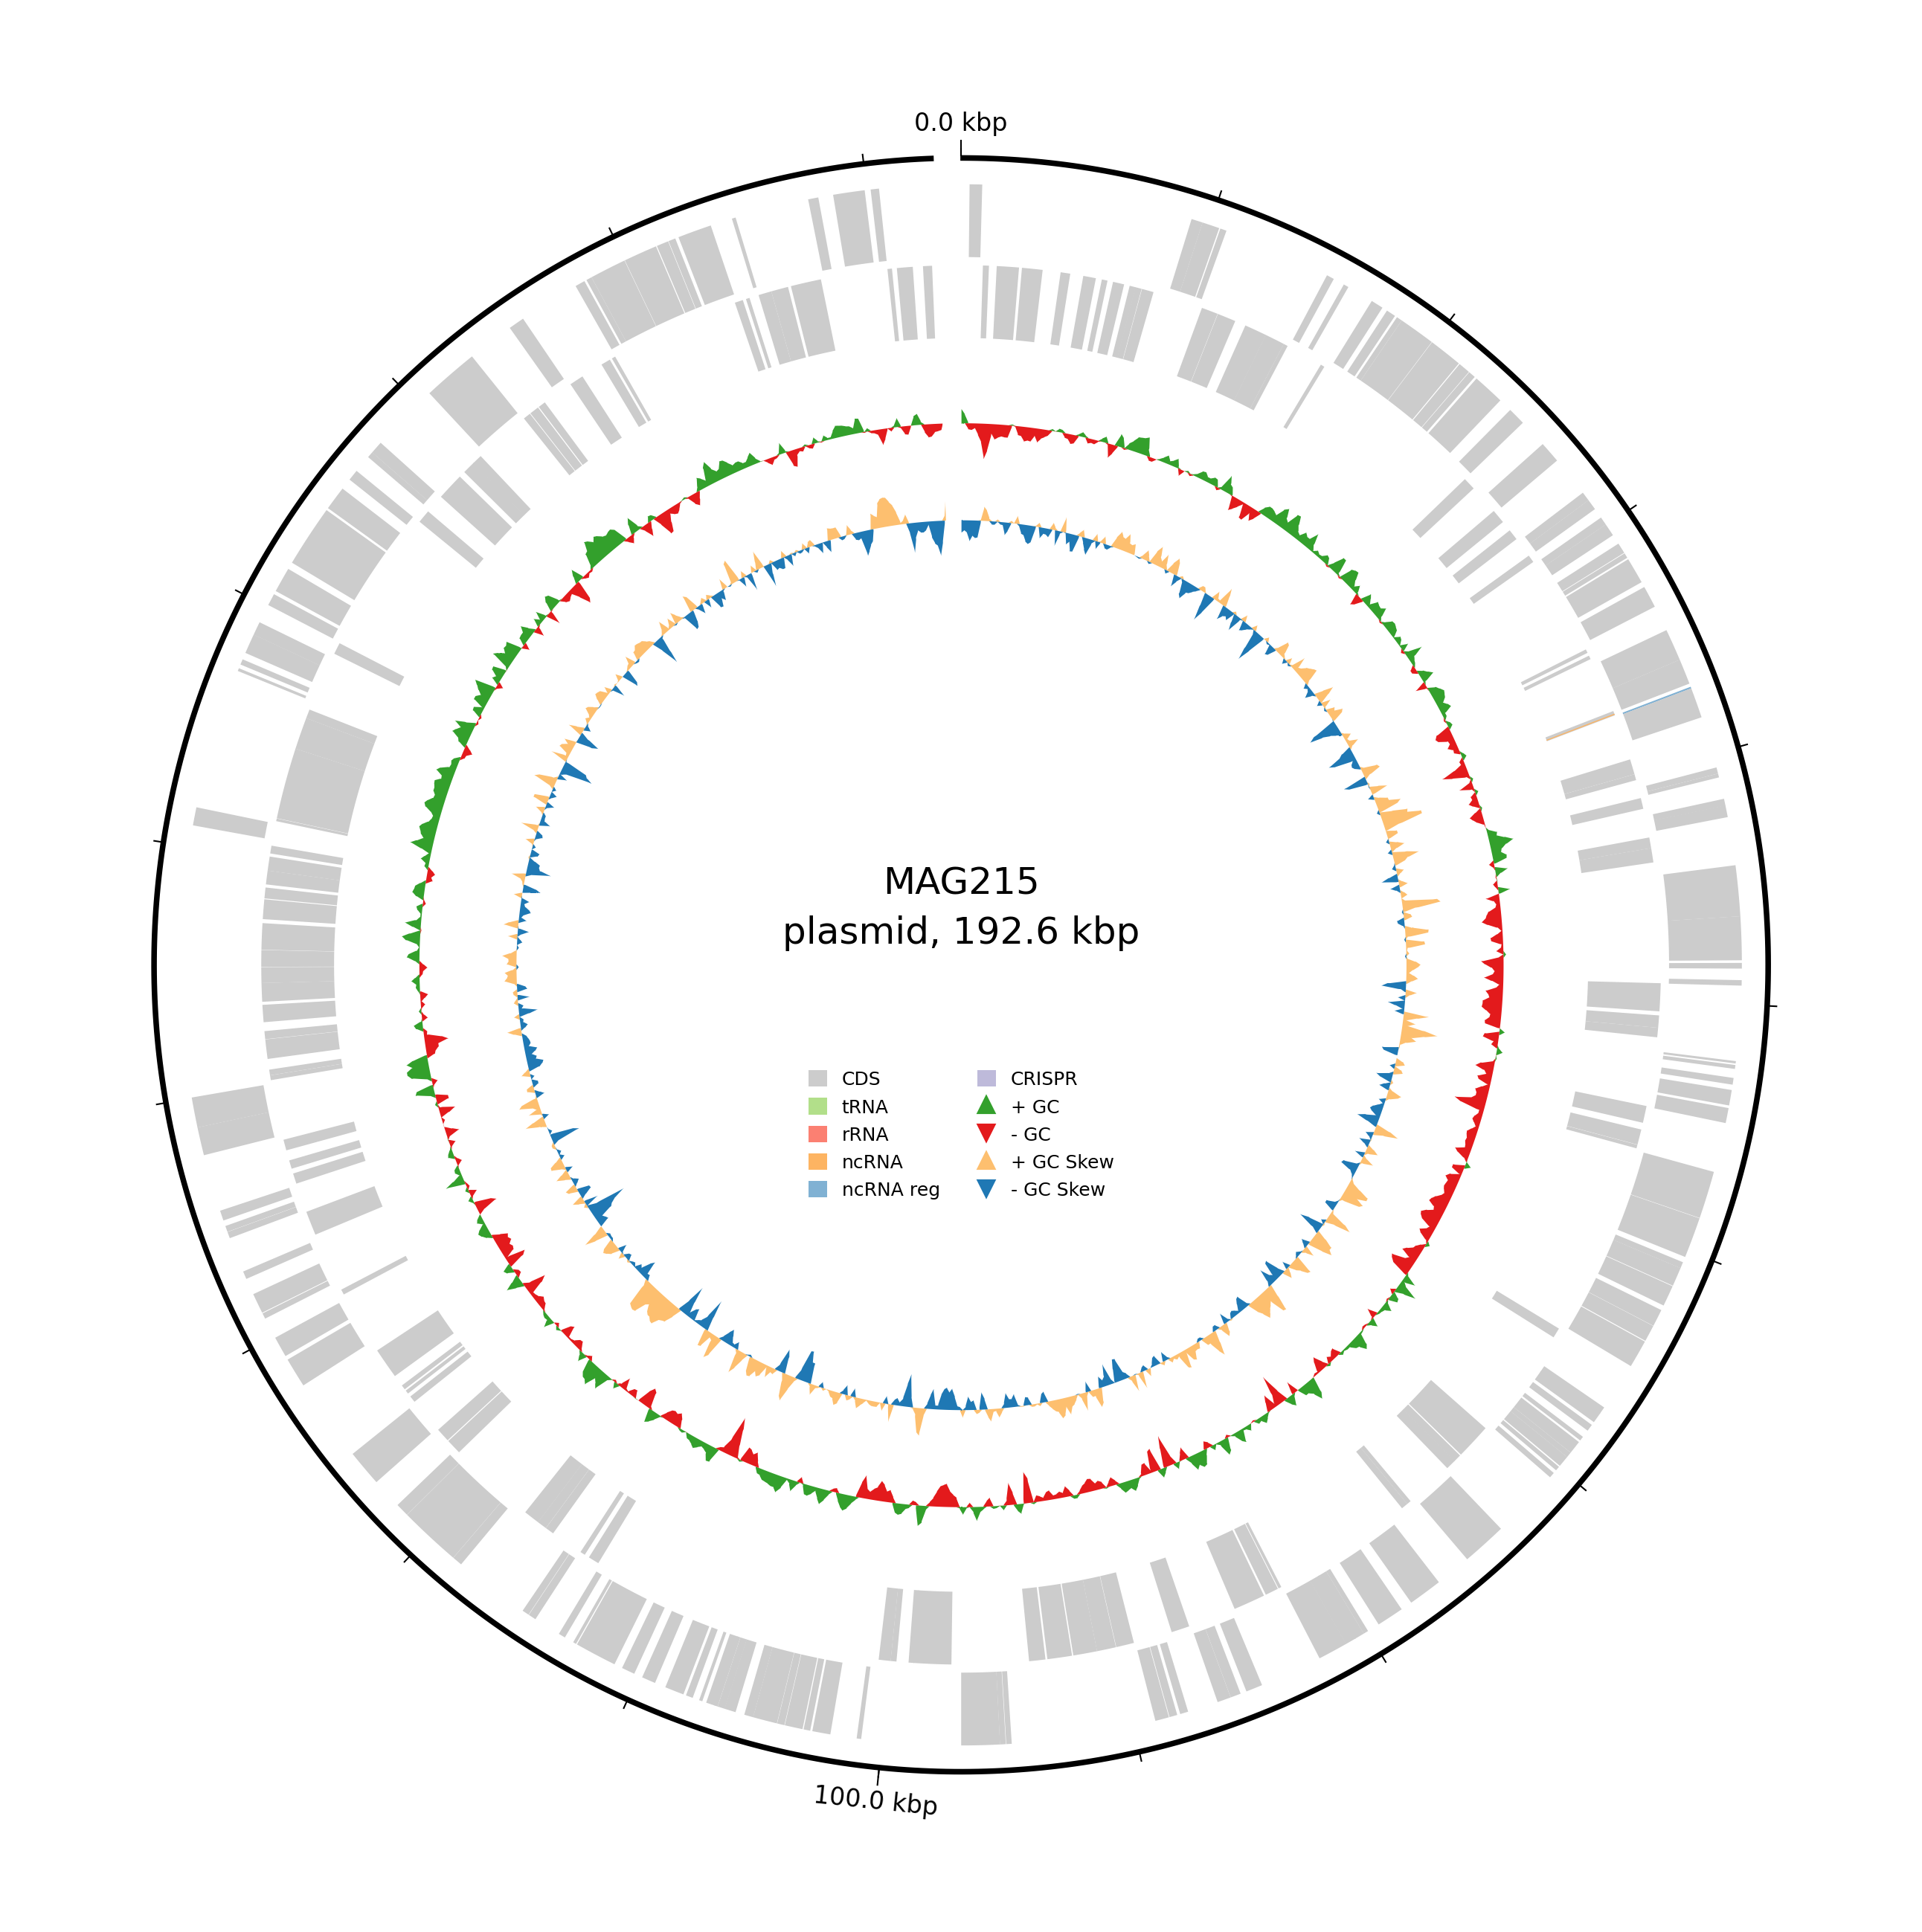 0.0 kbp
MAG215
plasmid, 192.6 kbp
CDS
tRNA
rRNA
ncRNA
ncRNA reg
CRISPR
+ GC
- GC
+ GC Skew
- GC Skew
100.0 kbp